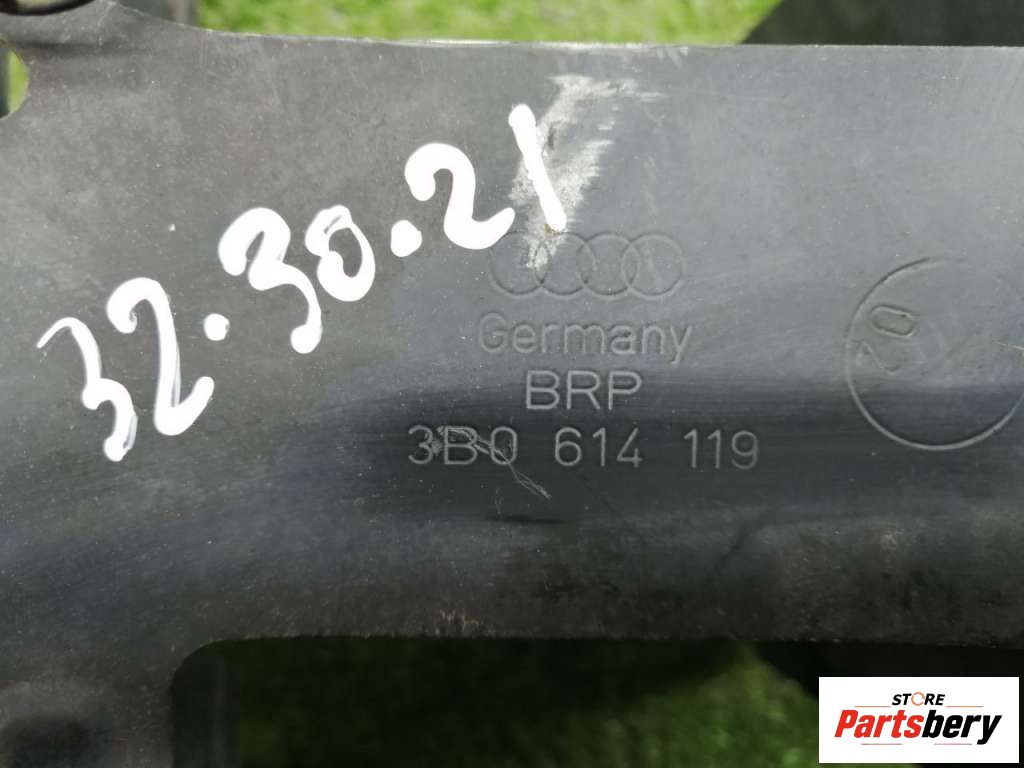 32.30.21
Germany
BRP
3B0 614 119
STORE
Partsbery